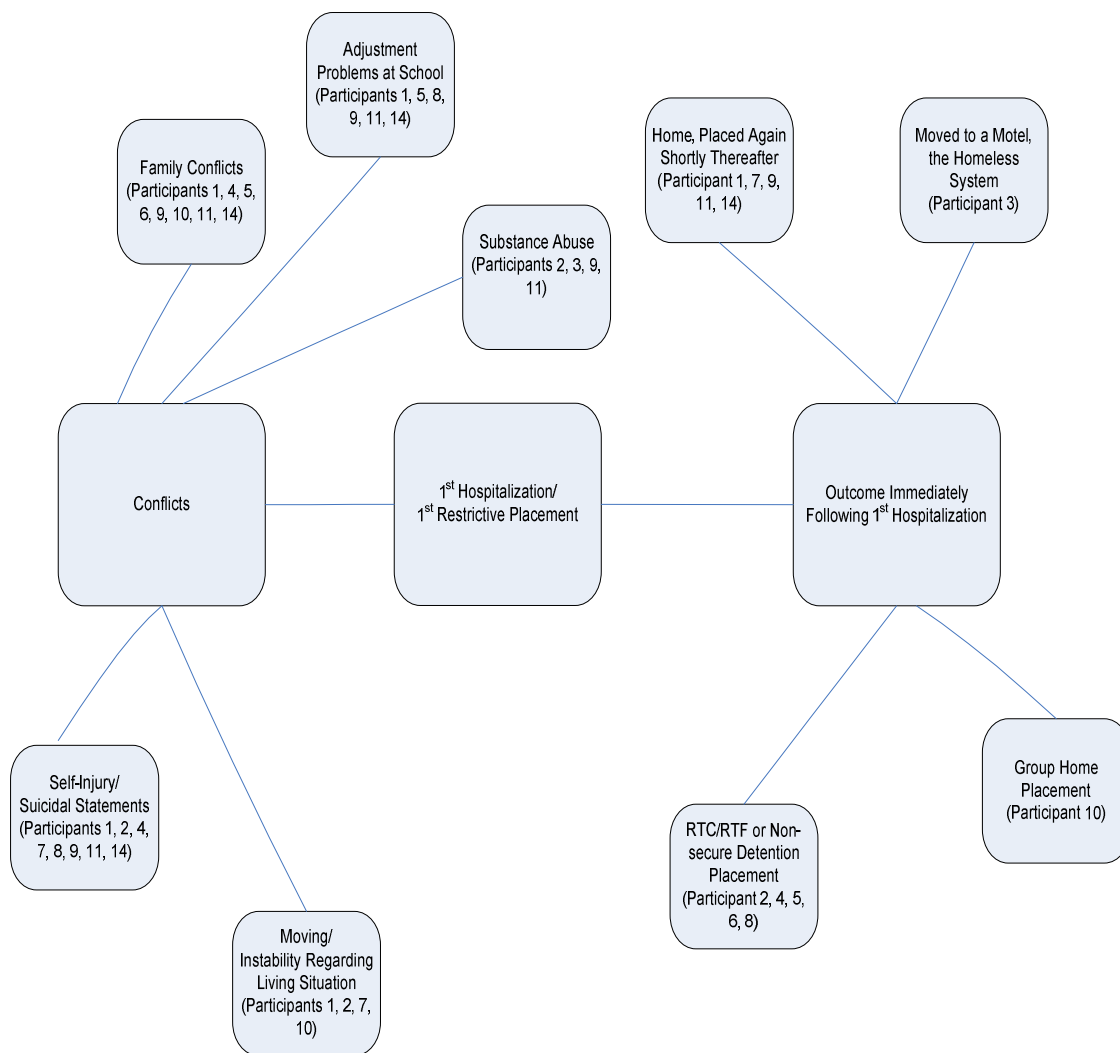 Adjustment
Problems at School
(Participants 1, 5, 8,
9, 11, 14)
Family Conflicts
(Participants 1, 4, 5,
6, 9, 10, 11, 14)
Substance Abuse
(Participants 2, 3, 9,
11)
Home, Placed Again
Shortly Thereafter
(Participant 1, 7, 9,
11, 14)
Moved to a Motel,
the Homeless
System
(Participant 3)
Conflicts
1st Hospitalization/
1st Restrictive Placement
Outcome Immediately
Following 1st Hospitalization
Self-Injury/
Suicidal Statements
(Participants 1, 2, 4,
7, 8, 9, 11, 14)
Moving/
Instability Regarding
Living Situation
(Participants 1, 2, 7,
10)
RTC/RTF or Non-
secure Detention
Placement
(Participant 2, 4, 5,
6, 8)
Group Home
Placement
(Participant 10)